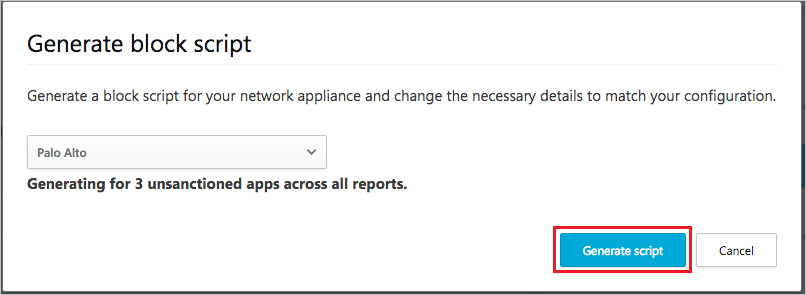 Generate block script
Generate a block script for your network appliance and change the necessary details to match your configuration.
Palo Alto
Generating for 3 unsanctioned apps across all reports.
Generate script
Cancel